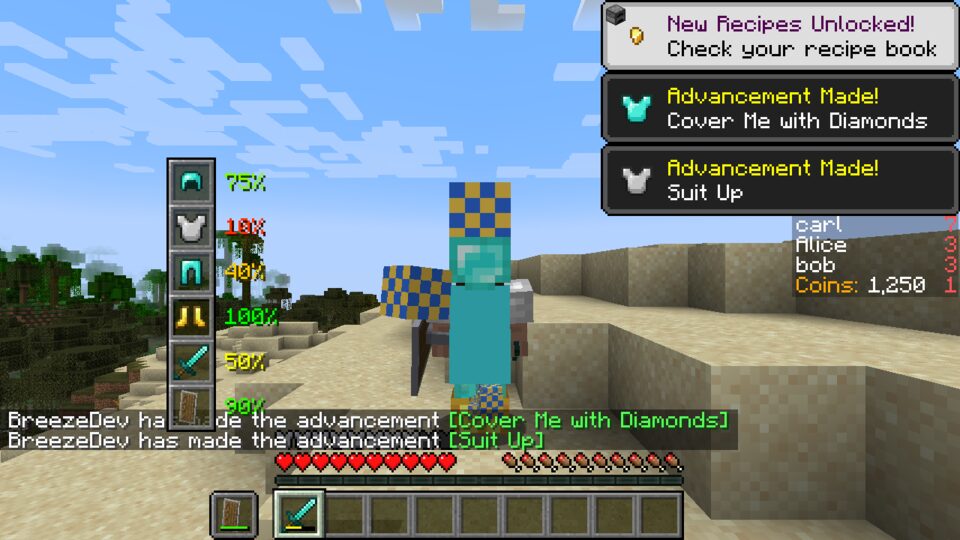 New Recipes Unlocked!
Check your recipe book
Advancement Made!
Cover Me with Diamonds
Advancement Made!
Suit Up
75%
10%
40%
100%
50%
90%
carl 7
Alice 3
bob 3
Coins: 1,250 1
BreezeDev has made the advancement [Cover Me with Diamonds]
BreezeDev has made the advancement [Suit Up]